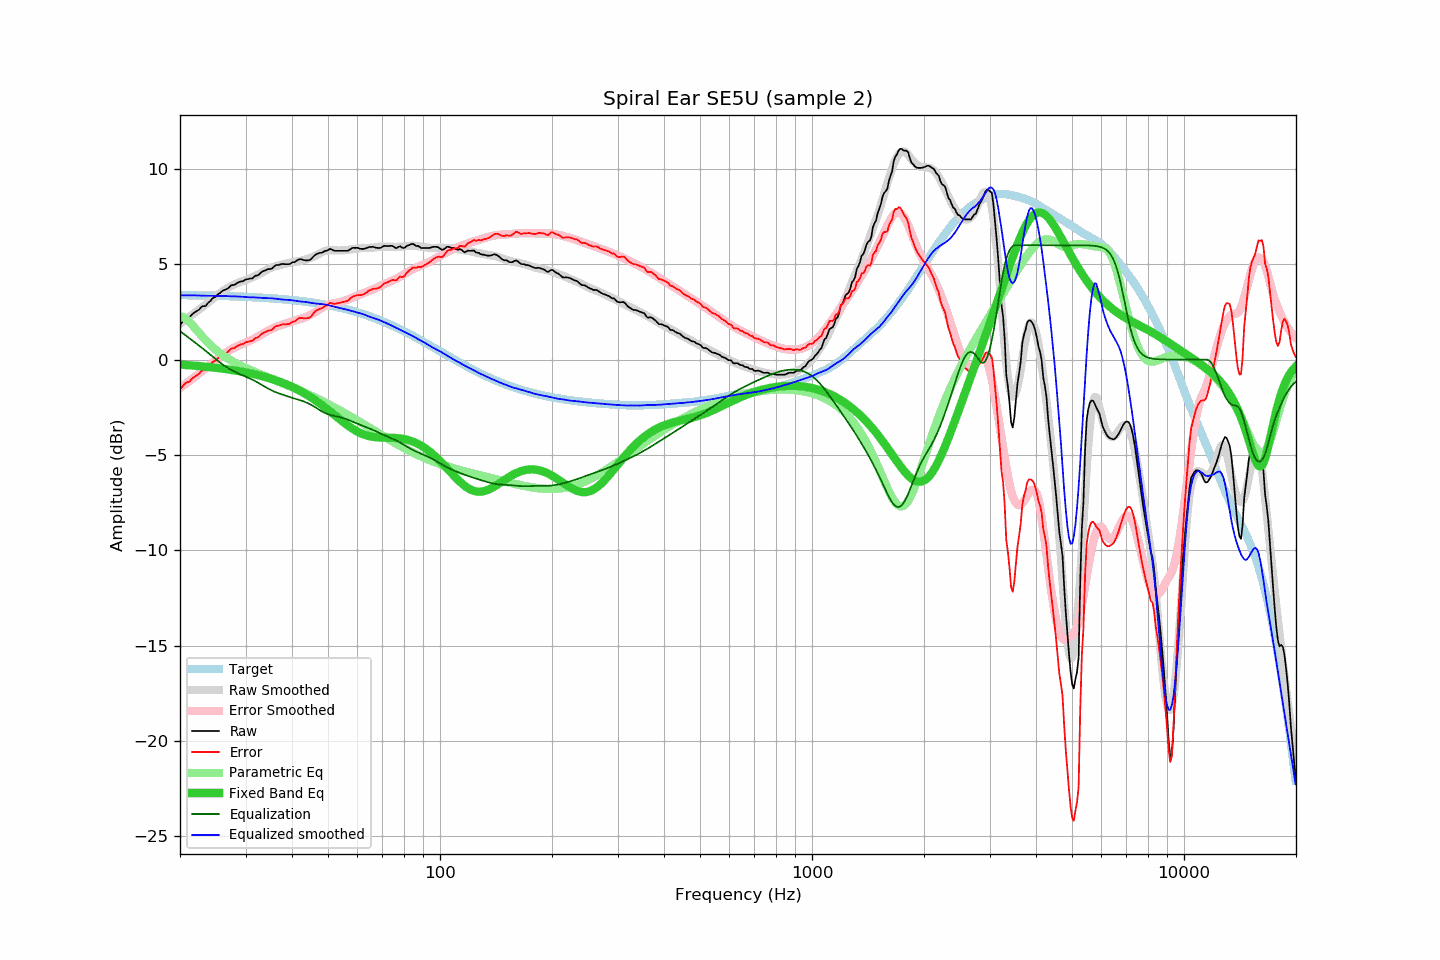 Spiral Ear SE5U (sample 2)
10
5
0
−5
−10
−15
−20
−25
Amplitude (dBr)
Target
Raw Smoothed
Error Smoothed
Raw
Error
Parametric Eq
Fixed Band Eq
Equalization
Equalized smoothed
100
1000
10000
Frequency (Hz)